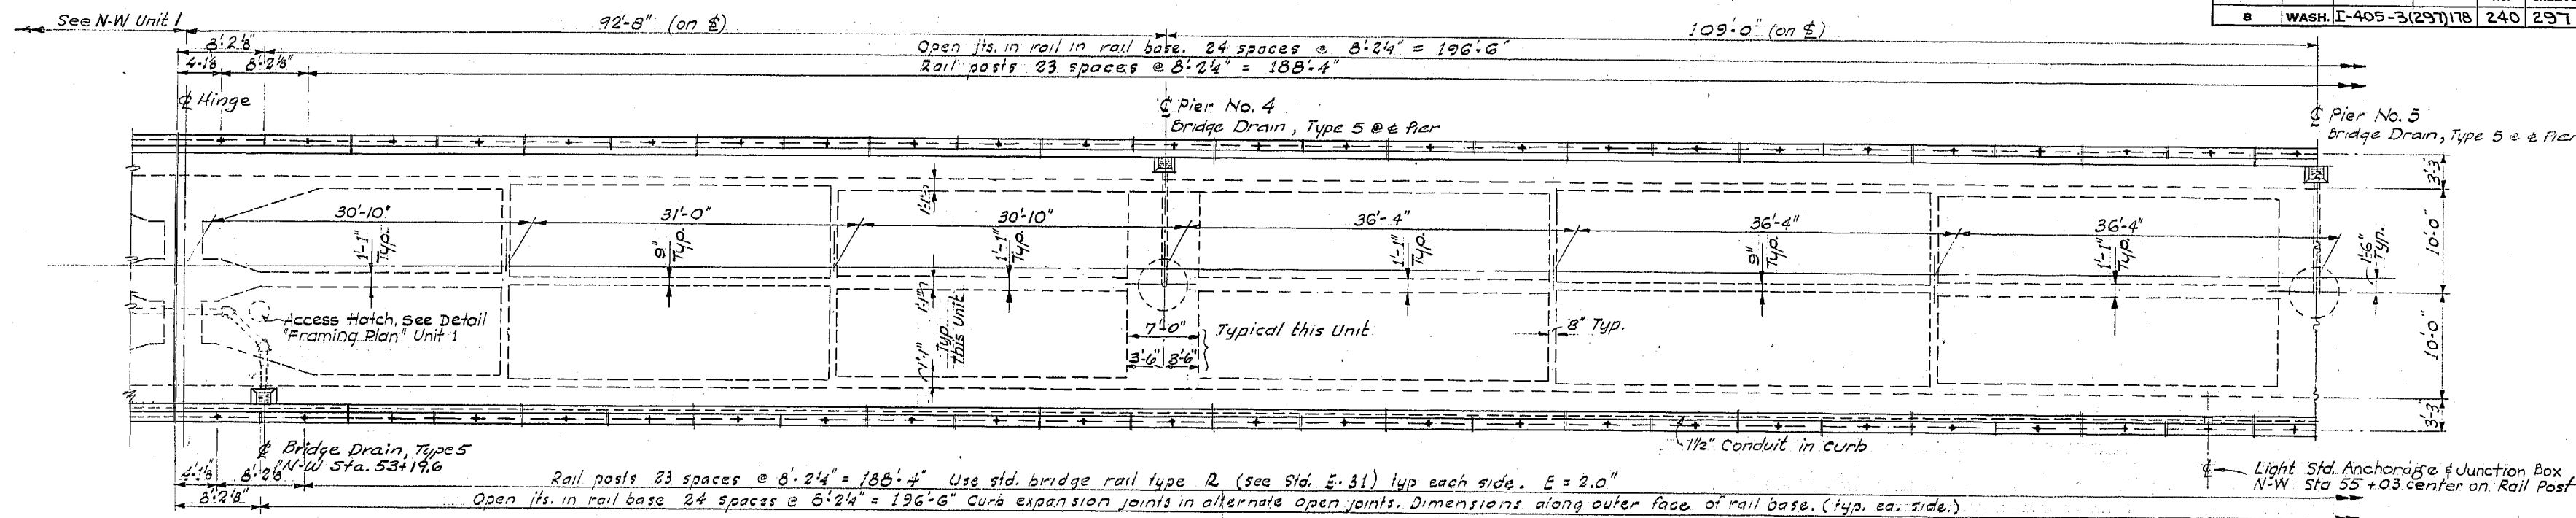 See N-W Unit 1
92'-8" (on ℄)
109'-0" (on ℄)
8 WASH. I-405-3(297)178 240 297
8'-2⅛"
Open jts. in rail in rail base. 24 spaces @ 8'-2¼" = 196'-6"
4'-1⅛ 8'-2⅛"
Rail posts 23 spaces @ 8'-2¼" = 188'-4"
℄ Hinge
℄ Pier No. 4
Bridge Drain, Type 5 @ ℄ Pier
℄ Pier No. 5
Bridge Drain, Type 5 @ ℄ Pier
3'-3"
1'-1"
30'-10"
31'-0"
30'-10"
36'-4"
36'-4"
36'-4"
1'-1" Typ.
9" Typ.
1'-1" Typ.
1'-1" Typ.
9" Typ.
1'-1" Typ.
1'-6" Typ.
10'-0"
Access Hatch, See Detail
"Framing Plan" Unit 1
1'-1"
1'-1"
Typ.
this Unit
7'-0"
3'-6" 3'-6"
Typical this Unit
8" Typ.
10'-0"
3'-3"
℄ Bridge Drain, Type 5
N-W Sta. 53+19.6
1½" Conduit in curb
4'-1⅛ 8'-2⅛"
Rail posts 23 spaces @ 8'-2¼" = 188'-4" Use std. bridge rail type R (see Std. E-31) typ each side. E = 2.0"
8'-2⅛"
Open jts. in rail base 24 spaces @ 8'-2¼" = 196'-6" Curb expansion joints in alternate open joints. Dimensions along outer face of rail base. (typ. ea. side.)
℄ Light Std. Anchorage & Junction Box
N-W Sta 55+03 center on Rail Post